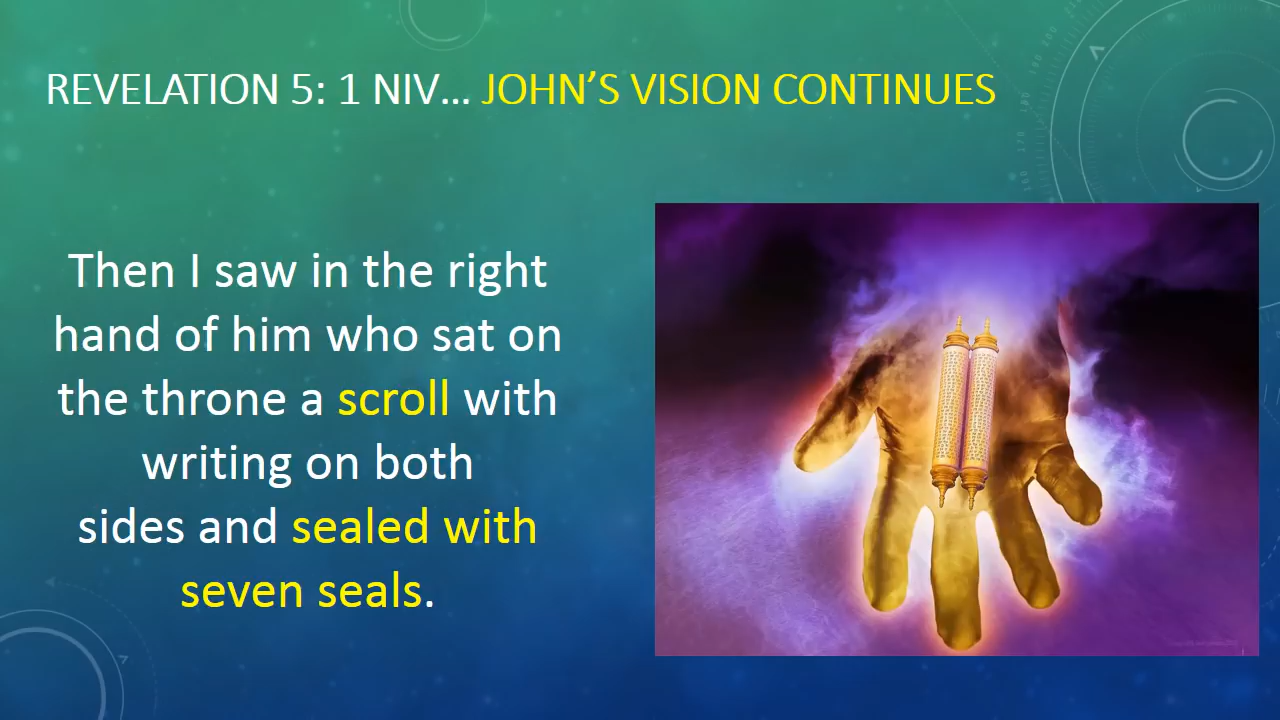 REVELATION 5: 1 NIV... JOHN'S VISION CONTINUES
Then I saw in the right
hand of him who sat on
the throne a scroll with
writing on both
sides and sealed with
seven seals.